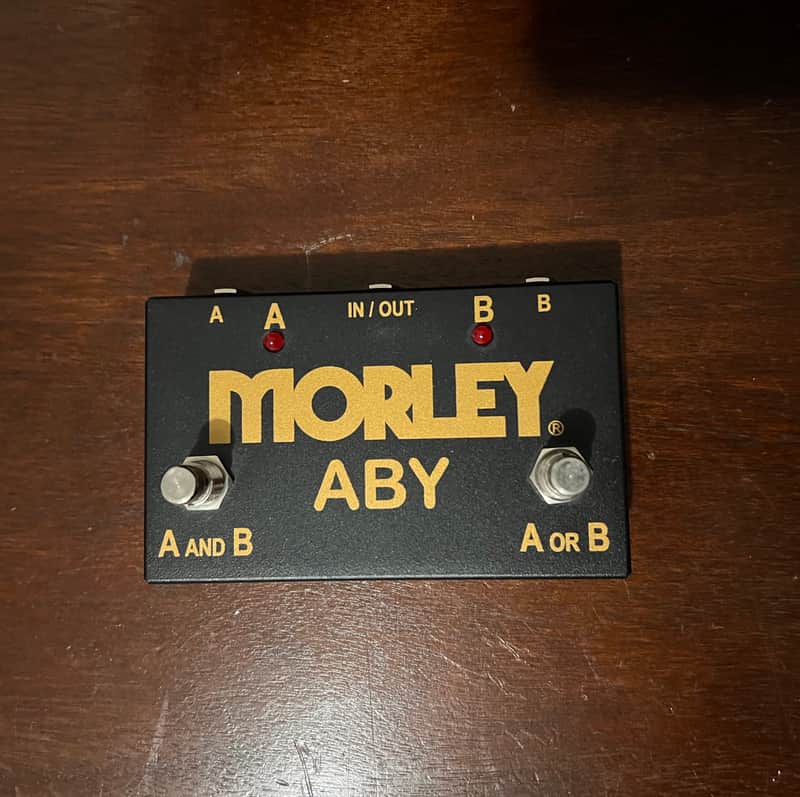 A A IN / OUT B B
MORLEY®
ABY
A AND B A OR B